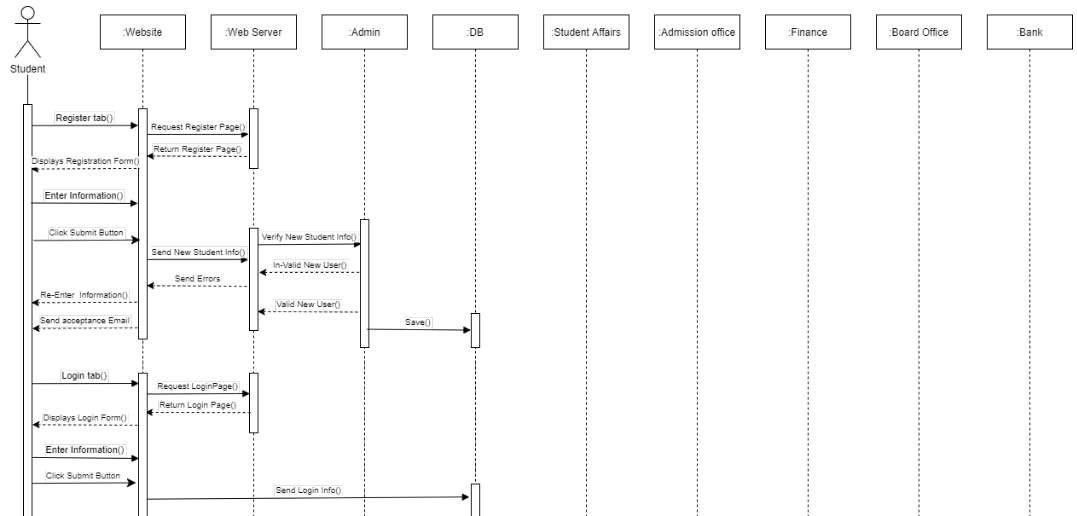 :Website
:Web Server
:Admin
:DB
:Student Affairs
:Admission office
:Finance
:Board Office
:Bank
Student
Register tab()
Request Register Page()
Return Register Page()
Displays Registration Form()
Enter Information()
Click Submit Button
Verify New Student Info()
Send New Student Info()
In-Valid New User()
Send Errors
Re-Enter Information()
Valid New User()
Send acceptance Email
Save()
Login tab()
Request LoginPage()
Return Login Page()
Displays Login Form()
Enter Information()
Click Submit Button
Send Login Info()